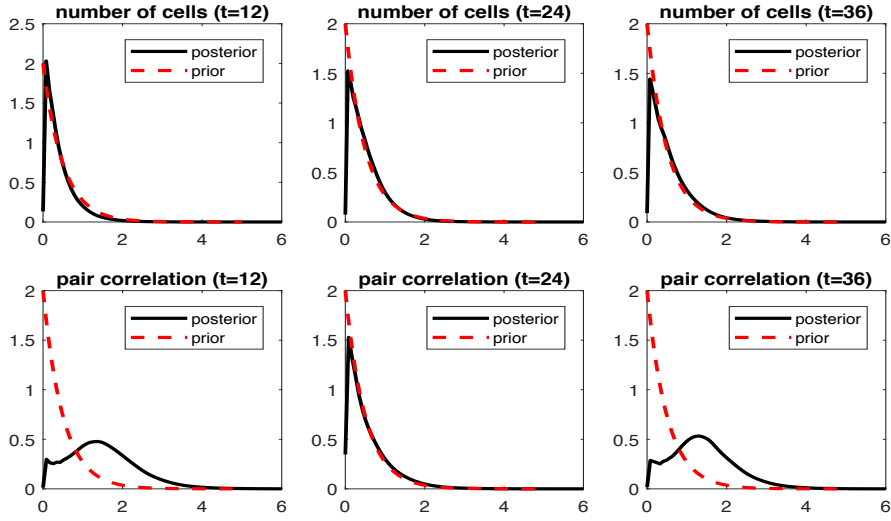 number of cells (t=12)
2.5
2
1.5
1
0.5
0
0 2 4 6
posterior
prior
number of cells (t=24)
2
1.5
1
0.5
0
0 2 4 6
posterior
prior
number of cells (t=36)
2
1.5
1
0.5
0
0 2 4 6
posterior
prior
pair correlation (t=12)
2
1.5
1
0.5
0
0 2 4 6
posterior
prior
pair correlation (t=24)
2
1.5
1
0.5
0
0 2 4 6
posterior
prior
pair correlation (t=36)
2
1.5
1
0.5
0
0 2 4 6
posterior
prior